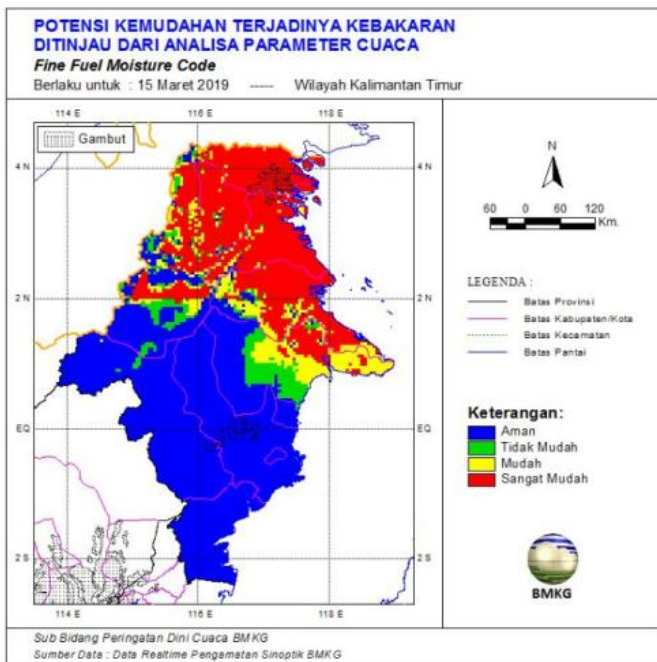 POTENSI KEMUDAHAN TERJADINYA KEBAKARAN
DITINJAU DARI ANALISA PARAMETER CUACA
Fine Fuel Moisture Code
Berlaku untuk : 15 Maret 2019 ----- Wilayah Kalimantan Timur
114 E 116 E 118 E
Gambut
4 N 4 N
2 N 2 N
EQ EQ
2 S 2 S
114 E 116 E 118 E
N
60 0 60 120
Km.
LEGENDA :
Batas Provinsi
Batas Kabupaten/Kota
Batas Kecamatan
Batas Pantai
Keterangan:
Aman
Tidak Mudah
Mudah
Sangat Mudah
BMKG
Sub Bidang Peringatan Dini Cuaca BMKG
Sumber Data : Data Realtime Pengamatan Sinoptik BMKG